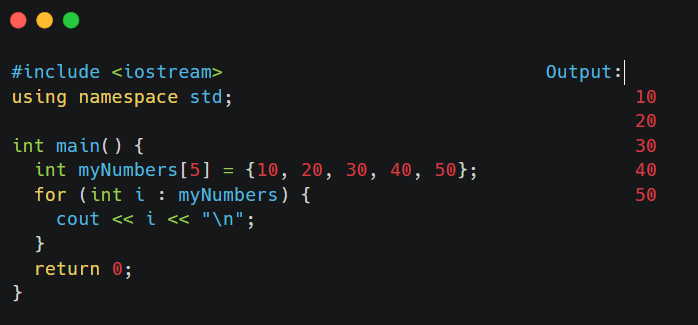 #include <iostream>
using namespace std;

int main() {
  int myNumbers[5] = {10, 20, 30, 40, 50};
  for (int i : myNumbers) {
    cout << i << "\n";
  }
  return 0;
}
Output:
10
20
30
40
50